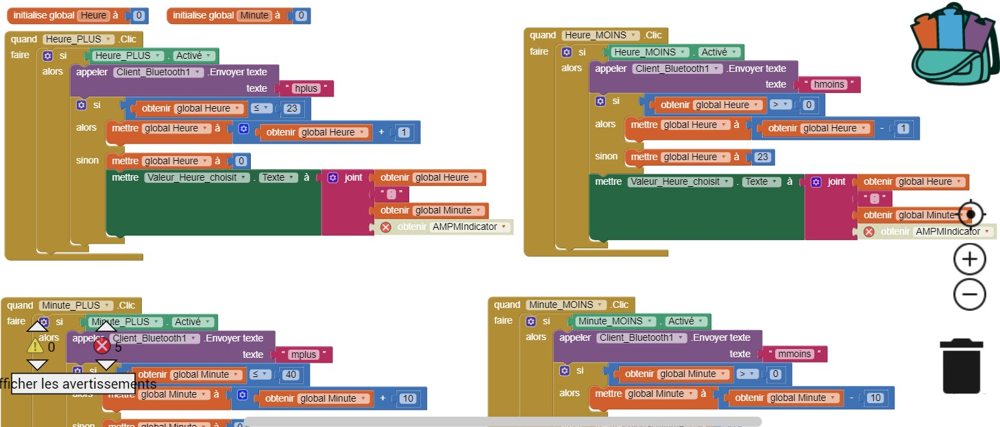 initialise global Heure à 0
initialise global Minute à 0
quand Heure_PLUS .Clic
faire si Heure_PLUS . Activé
alors appeler Client_Bluetooth1 .Envoyer texte
texte “ hplus ”
si obtenir global Heure ≤ 23
alors mettre global Heure à obtenir global Heure + 1
sinon mettre global Heure à 0
mettre Valeur_Heure_choisit . Texte à joint obtenir global Heure
“ : ”
obtenir global Minute
obtenir AMPMIndicator
quand Heure_MOINS .Clic
faire si Heure_MOINS . Activé
alors appeler Client_Bluetooth1 .Envoyer texte
texte “ hmoins ”
si obtenir global Heure > 0
alors mettre global Heure à obtenir global Heure - 1
sinon mettre global Heure à 23
mettre Valeur_Heure_choisit . Texte à joint obtenir global Heure
“ : ”
obtenir global Minute
obtenir AMPMIndicator
quand Minute_PLUS .Clic
faire si Minute_PLUS . Activé
alors appeler Client_Bluetooth1 .Envoyer texte
texte “ mplus ”
si obtenir global Minute ≤ 40
alors mettre global Minute à obtenir global Minute + 10
sinon mettre global Minute à 0
0 5
fficher les avertissements
quand Minute_MOINS .Clic
faire si Minute_MOINS . Activé
alors appeler Client_Bluetooth1 .Envoyer texte
texte “ mmoins ”
si obtenir global Minute > 0
alors mettre global Minute à obtenir global Minute - 10